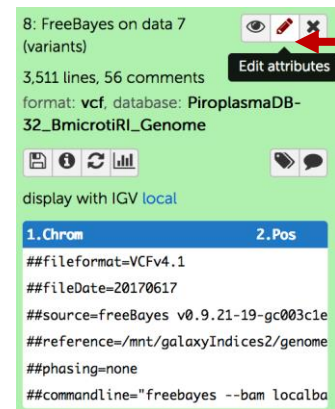 8: FreeBayes on data 7
(variants)
Edit attributes
3,511 lines, 56 comments
format: vcf, database: PiroplasmaDB-
32_BmicrotiRI_Genome
display with IGV local
1.Chrom 2.Pos
##fileformat=VCFv4.1
##fileDate=20170617
##source=freeBayes v0.9.21-19-gc003c1e
##reference=/mnt/galaxyIndices2/genome
##phasing=none
##commandline="freebayes --bam localba